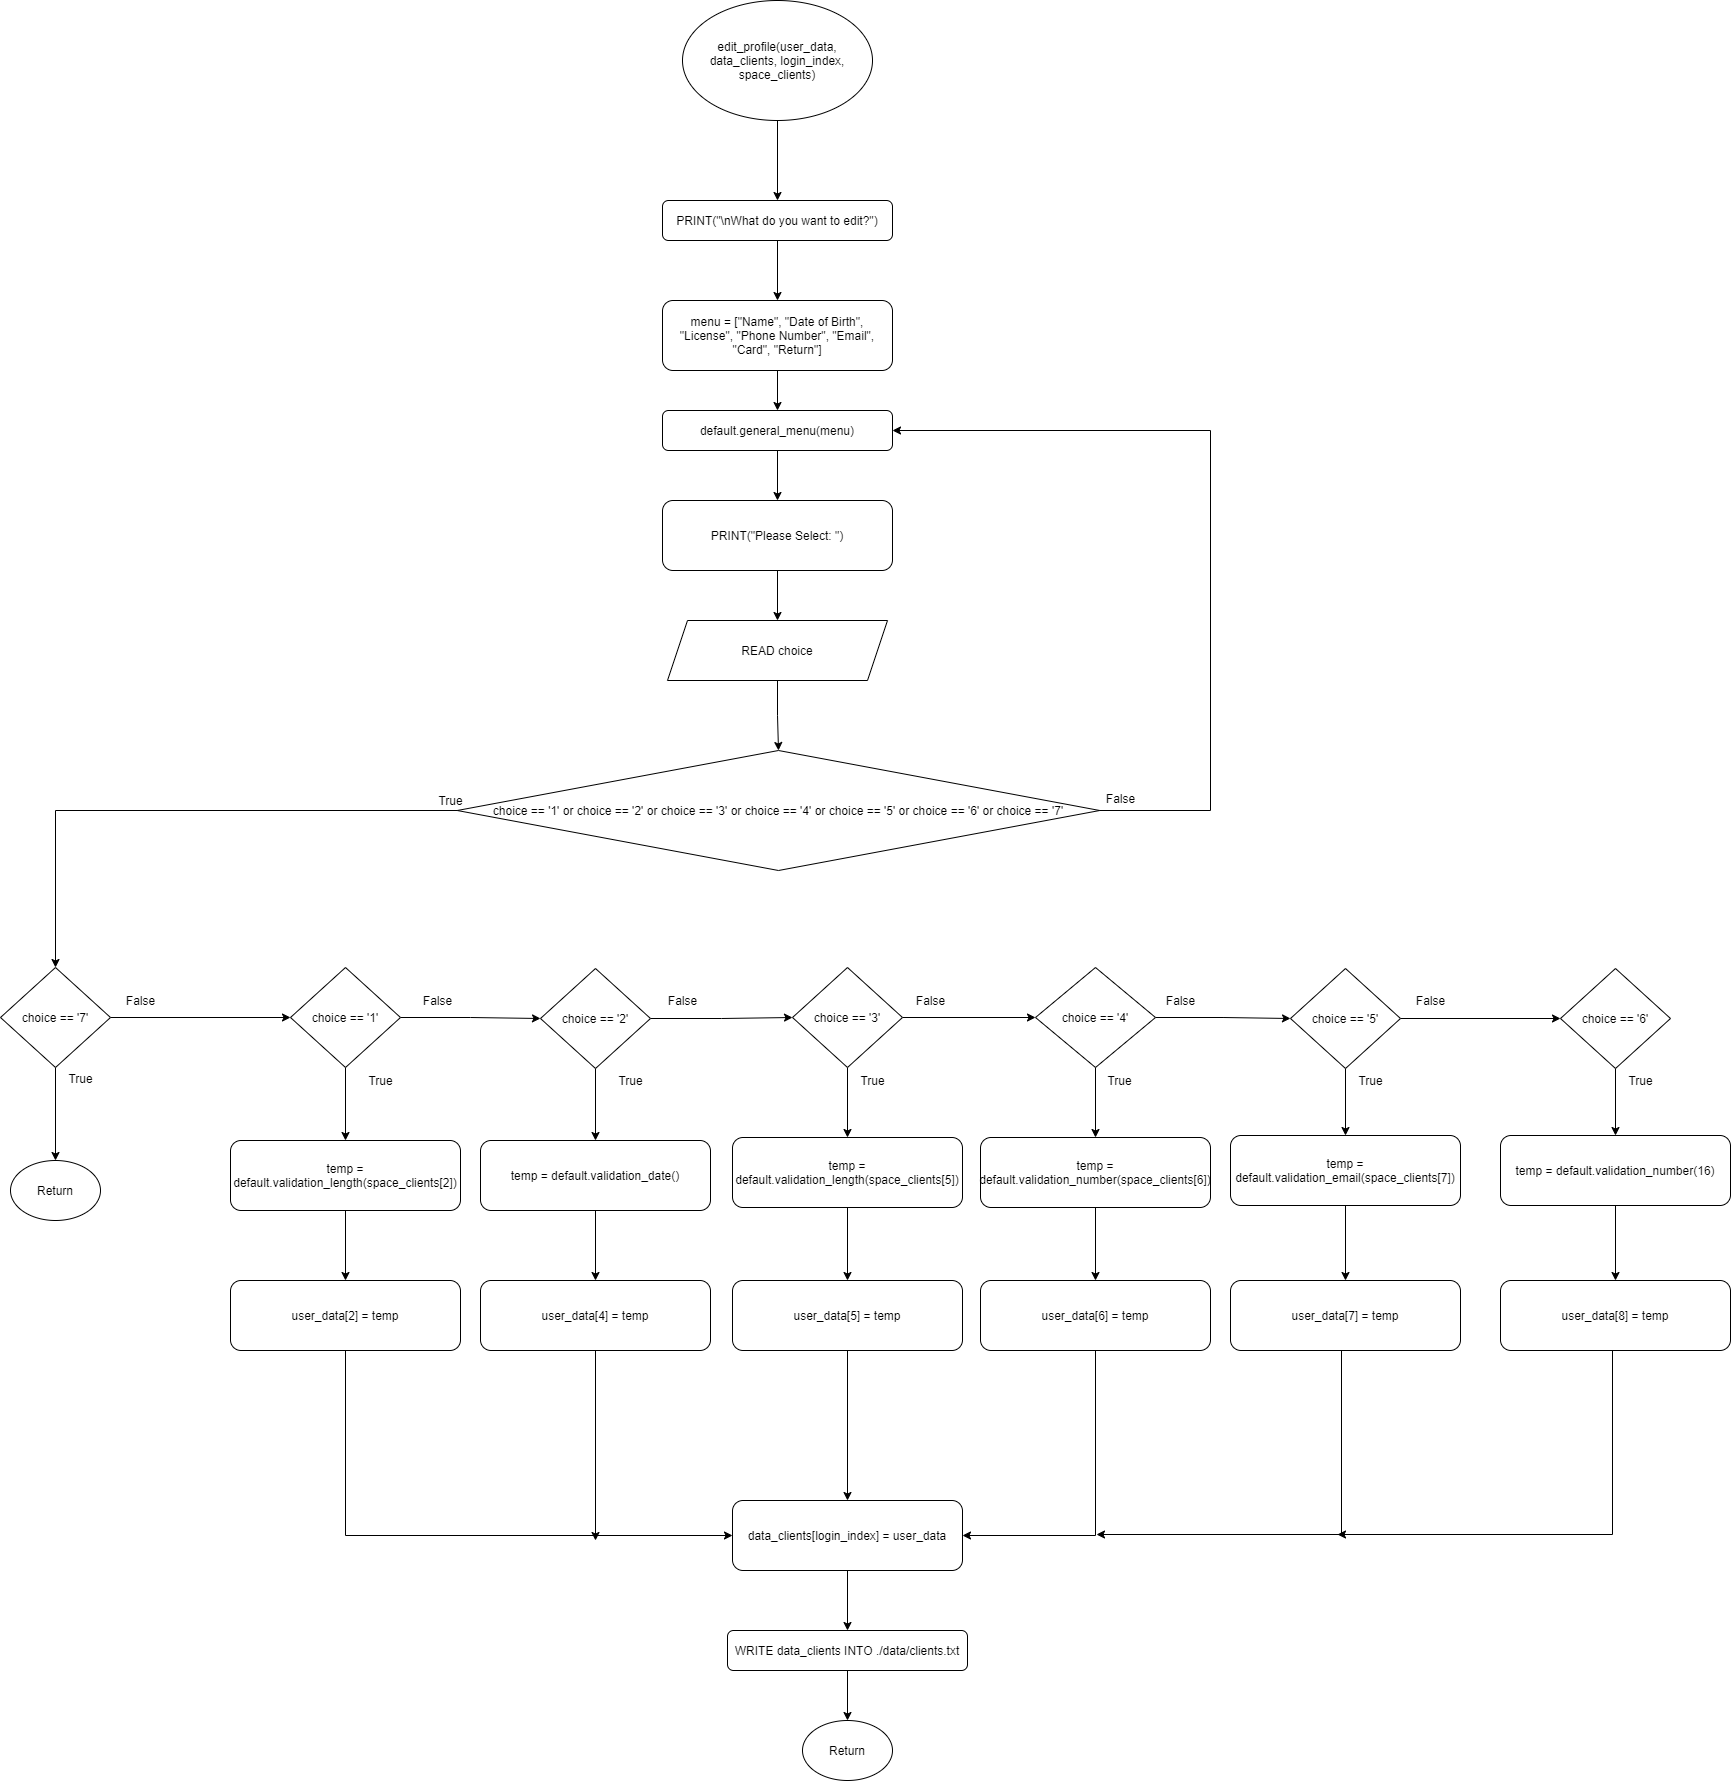 edit_profile(user_data,
data_clients, login_index,
space_clients)
PRINT("\nWhat do you want to edit?")
menu = ["Name", "Date of Birth",
"License", "Phone Number", "Email",
"Card", "Return"]
default.general_menu(menu)
PRINT("Please Select: ")
READ choice
True
choice == '1' or choice == '2' or choice == '3' or choice == '4' or choice == '5' or choice == '6' or choice == '7'
False
choice == '7'
False
choice == '1'
False
choice == '2'
False
choice == '3'
False
choice == '4'
False
choice == '5'
False
choice == '6'
True
True
True
True
True
True
True
Return
temp =
default.validation_length(space_clients[2])
temp = default.validation_date()
temp =
default.validation_length(space_clients[5])
temp =
default.validation_number(space_clients[6])
temp =
default.validation_email(space_clients[7])
temp = default.validation_number(16)
user_data[2] = temp
user_data[4] = temp
user_data[5] = temp
user_data[6] = temp
user_data[7] = temp
user_data[8] = temp
data_clients[login_index] = user_data
WRITE data_clients INTO ./data/clients.txt
Return